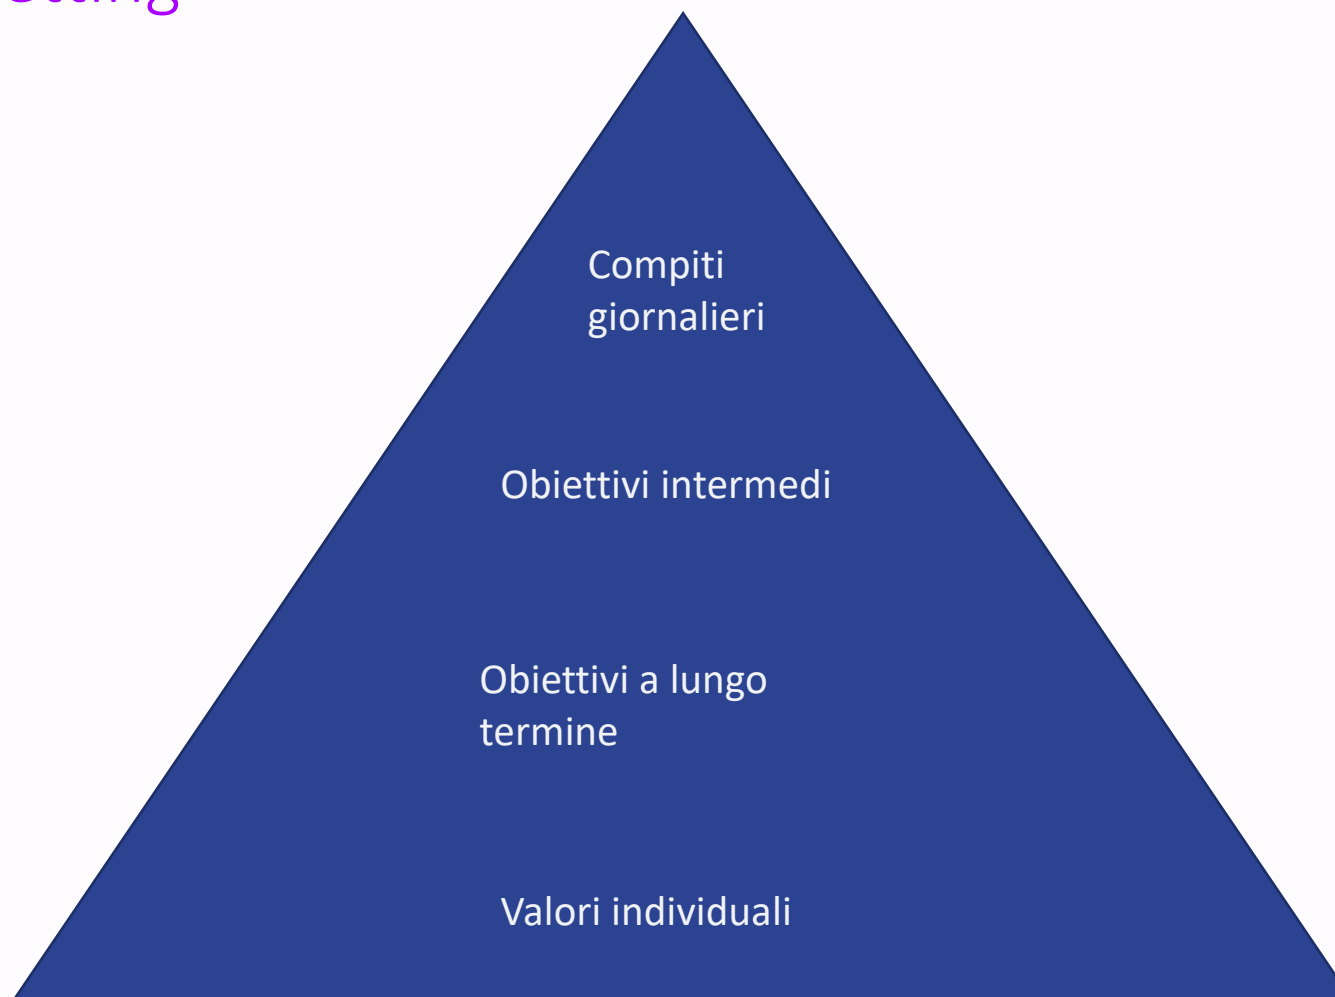 Compiti
giornalieri
Obiettivi intermedi
Obiettivi a lungo
termine
Valori individuali